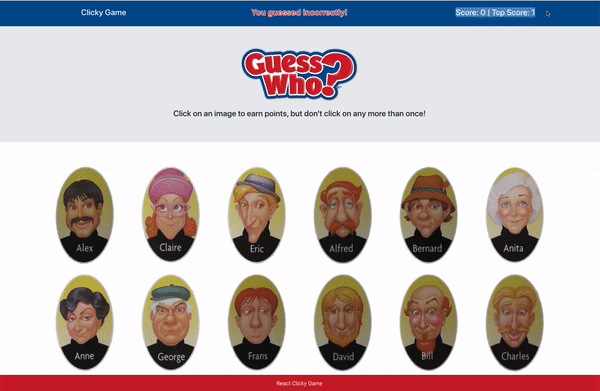 Clicky Game
You guessed incorrectly!
Score: 0 | Top Score: 1
Guess
Who?
Click on an image to earn points, but don't click on any more than once!
Alex
Claire
Eric
Alfred
Bernard
Anita
Anne
George
Frans
David
Bill
Charles
React Clicky Game